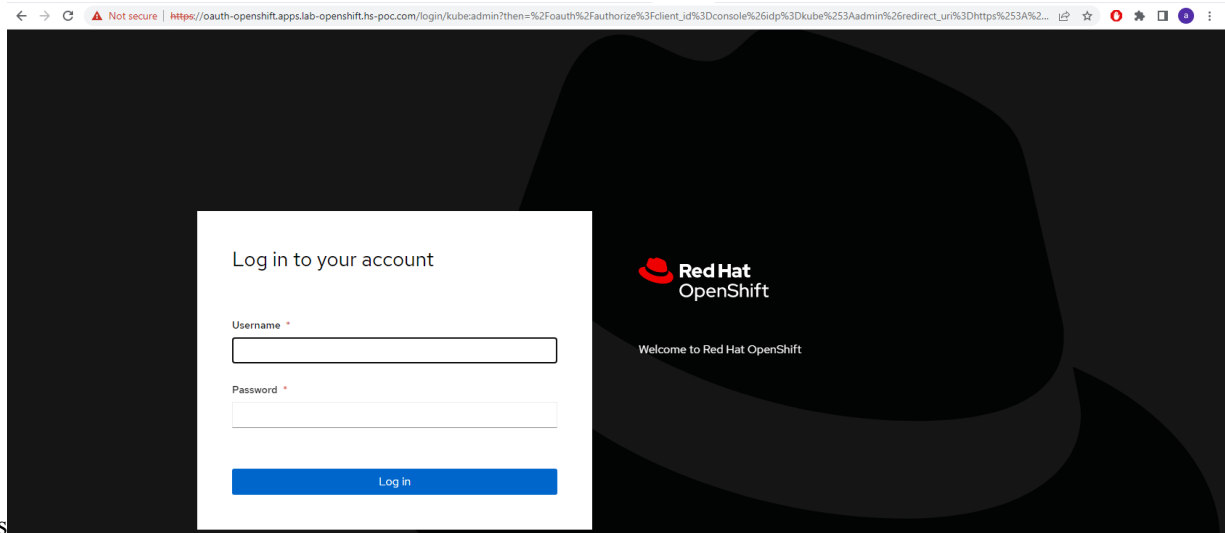 Not secure | https://oauth-openshift.apps.lab-openshift.hs-poc.com/login/kube:admin?then=%2Foauth%2Fauthorize%3Fclient_id%3Dconsole%26idp%3Dkube%253Aadmin%26redirect_uri%3Dhttps%253A%2...
a
Log in to your account
Red Hat
OpenShift
Username *
Welcome to Red Hat OpenShift
Password *
Log in
s